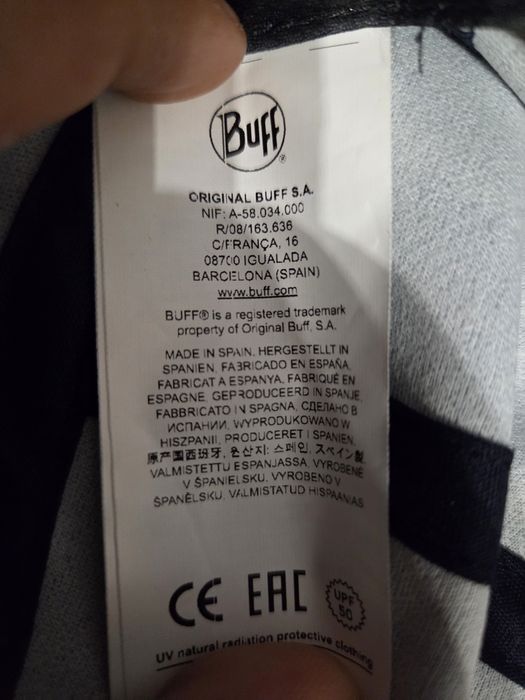 Buff®
ORIGINAL BUFF S.A.
NIF: A-58.034.000
R/08/163.636
C/FRANÇA, 16
08700 IGUALADA
BARCELONA (SPAIN)
www.buff.com
BUFF® is a registered trademark
property of Original Buff, S.A.
MADE IN SPAIN. HERGESTELLT IN
SPANIEN. FABRICADO EN ESPAÑA.
FABRICAT A ESPANYA. FABRIQUÉ EN
ESPAGNE. GEPRODUCEERD IN SPANJE.
FABBRICATO IN SPAGNA. СДЕЛАНО В
ИСПАНИИ. WYPRODUKOWANO W
HISZPANII. PRODUCERET I SPANIEN.
原产国西班牙. 원산지: 스페인. スペイン製.
VALMISTETTU ESPANJASSA. VYROBENÉ
V ŠPANIELSKU. VYROBENO V
ŠPANĚLSKU. VALMISTATUD HISPAANIAS
CE EAC UPF 50
UV natural radiation protective clothing